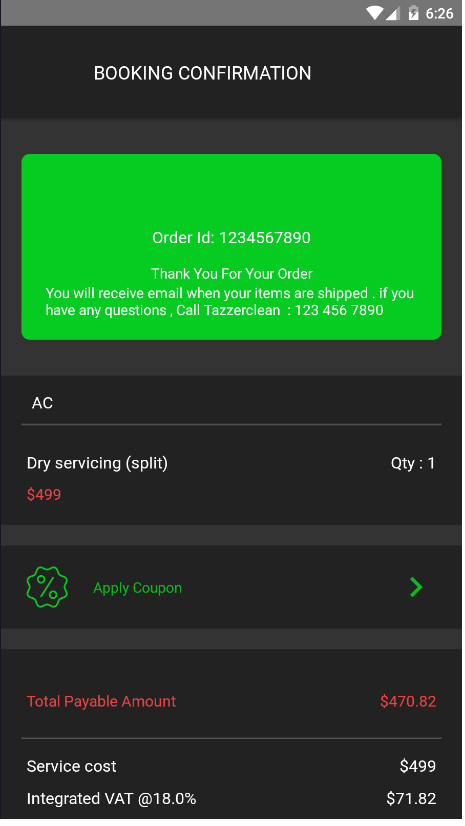 6:26
BOOKING CONFIRMATION
Order Id: 1234567890
Thank You For Your Order
You will receive email when your items are shipped . if you
have any questions , Call Tazzerclean : 123 456 7890
AC
Dry servicing (split) Qty : 1
$499
Apply Coupon
Total Payable Amount $470.82
Service cost $499
Integrated VAT @18.0% $71.82